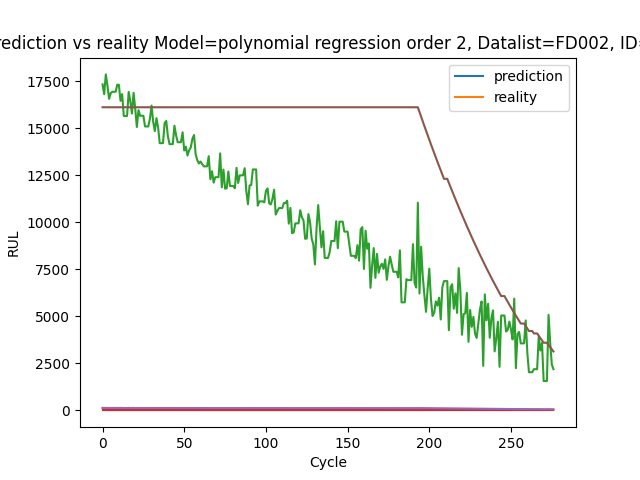 rediction vs reality Model=polynomial regression order 2, Datalist=FD002, ID=
prediction
reality
17500
15000
12500
10000
7500
5000
2500
0
RUL
0 50 100 150 200 250
Cycle